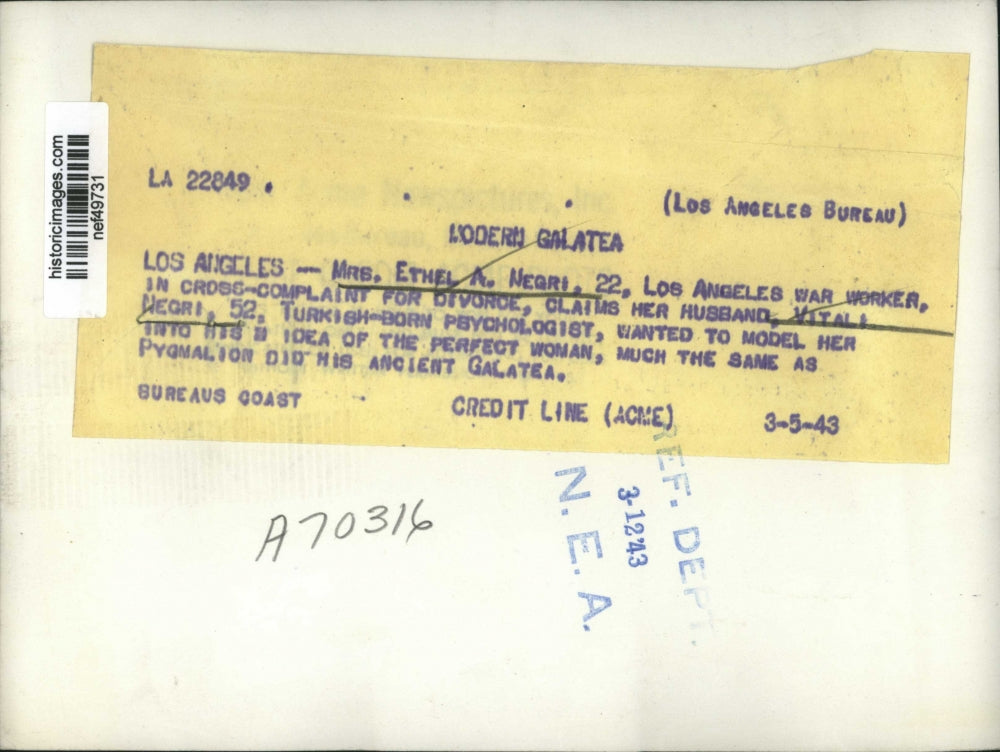 LA 22849 .
(LOS ANGELES BUREAU)
MODERN GALATEA
LOS ANGELES -- MRS. ETHEL A. NEGRI, 22, LOS ANGELES WAR WORKER,
IN CROSS-COMPLAINT FOR DIVORCE, CLAIMS HER HUSBAND, VITALI
NEGRI, 52, TURKISH-BORN PSYCHOLOGIST, WANTED TO MODEL HER
INTO HIS IDEA OF THE PERFECT WOMAN, MUCH THE SAME AS
PYGMALION DID HIS ANCIENT GALATEA.
BUREAUS COAST
CREDIT LINE (ACME)
3-5-43
historicimages.com
nef49731
A70316
REF. DEPT.
3-12'43
N. E. A.